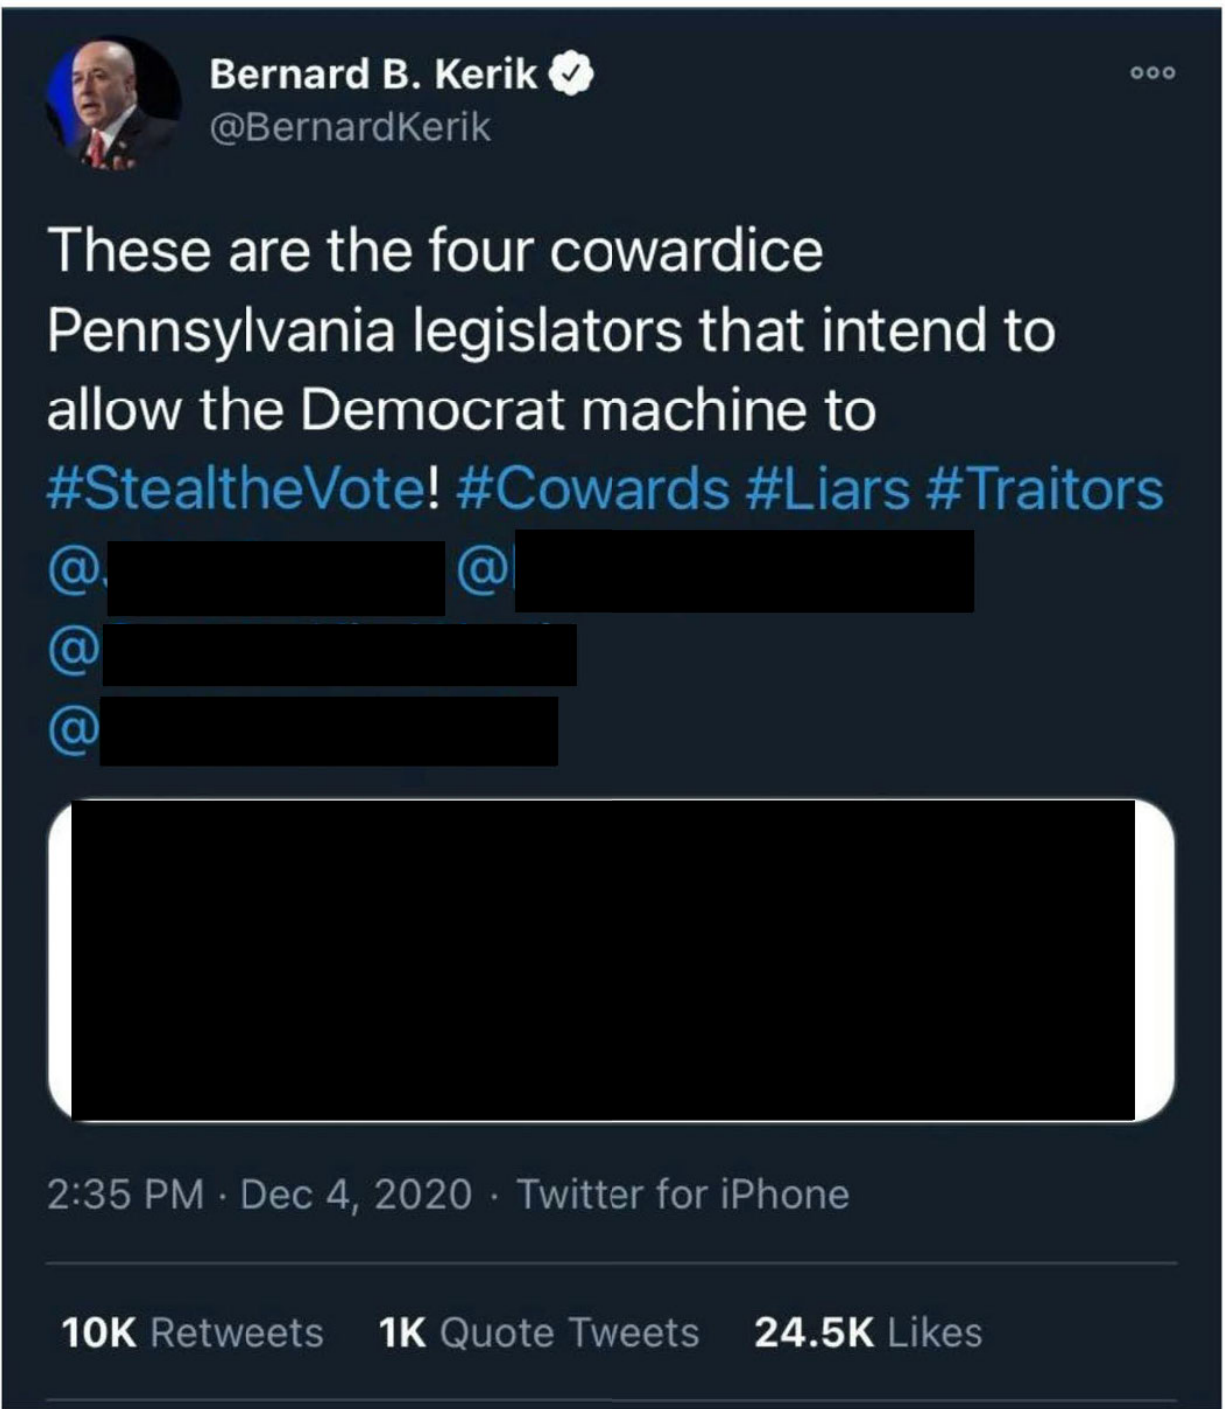 Bernard B. Kerik
@BernardKerik
These are the four cowardice
Pennsylvania legislators that intend to
allow the Democrat machine to
#StealtheVote! #Cowards #Liars #Traitors
@ @
@
@
2:35 PM · Dec 4, 2020 · Twitter for iPhone
10K Retweets 1K Quote Tweets 24.5K Likes